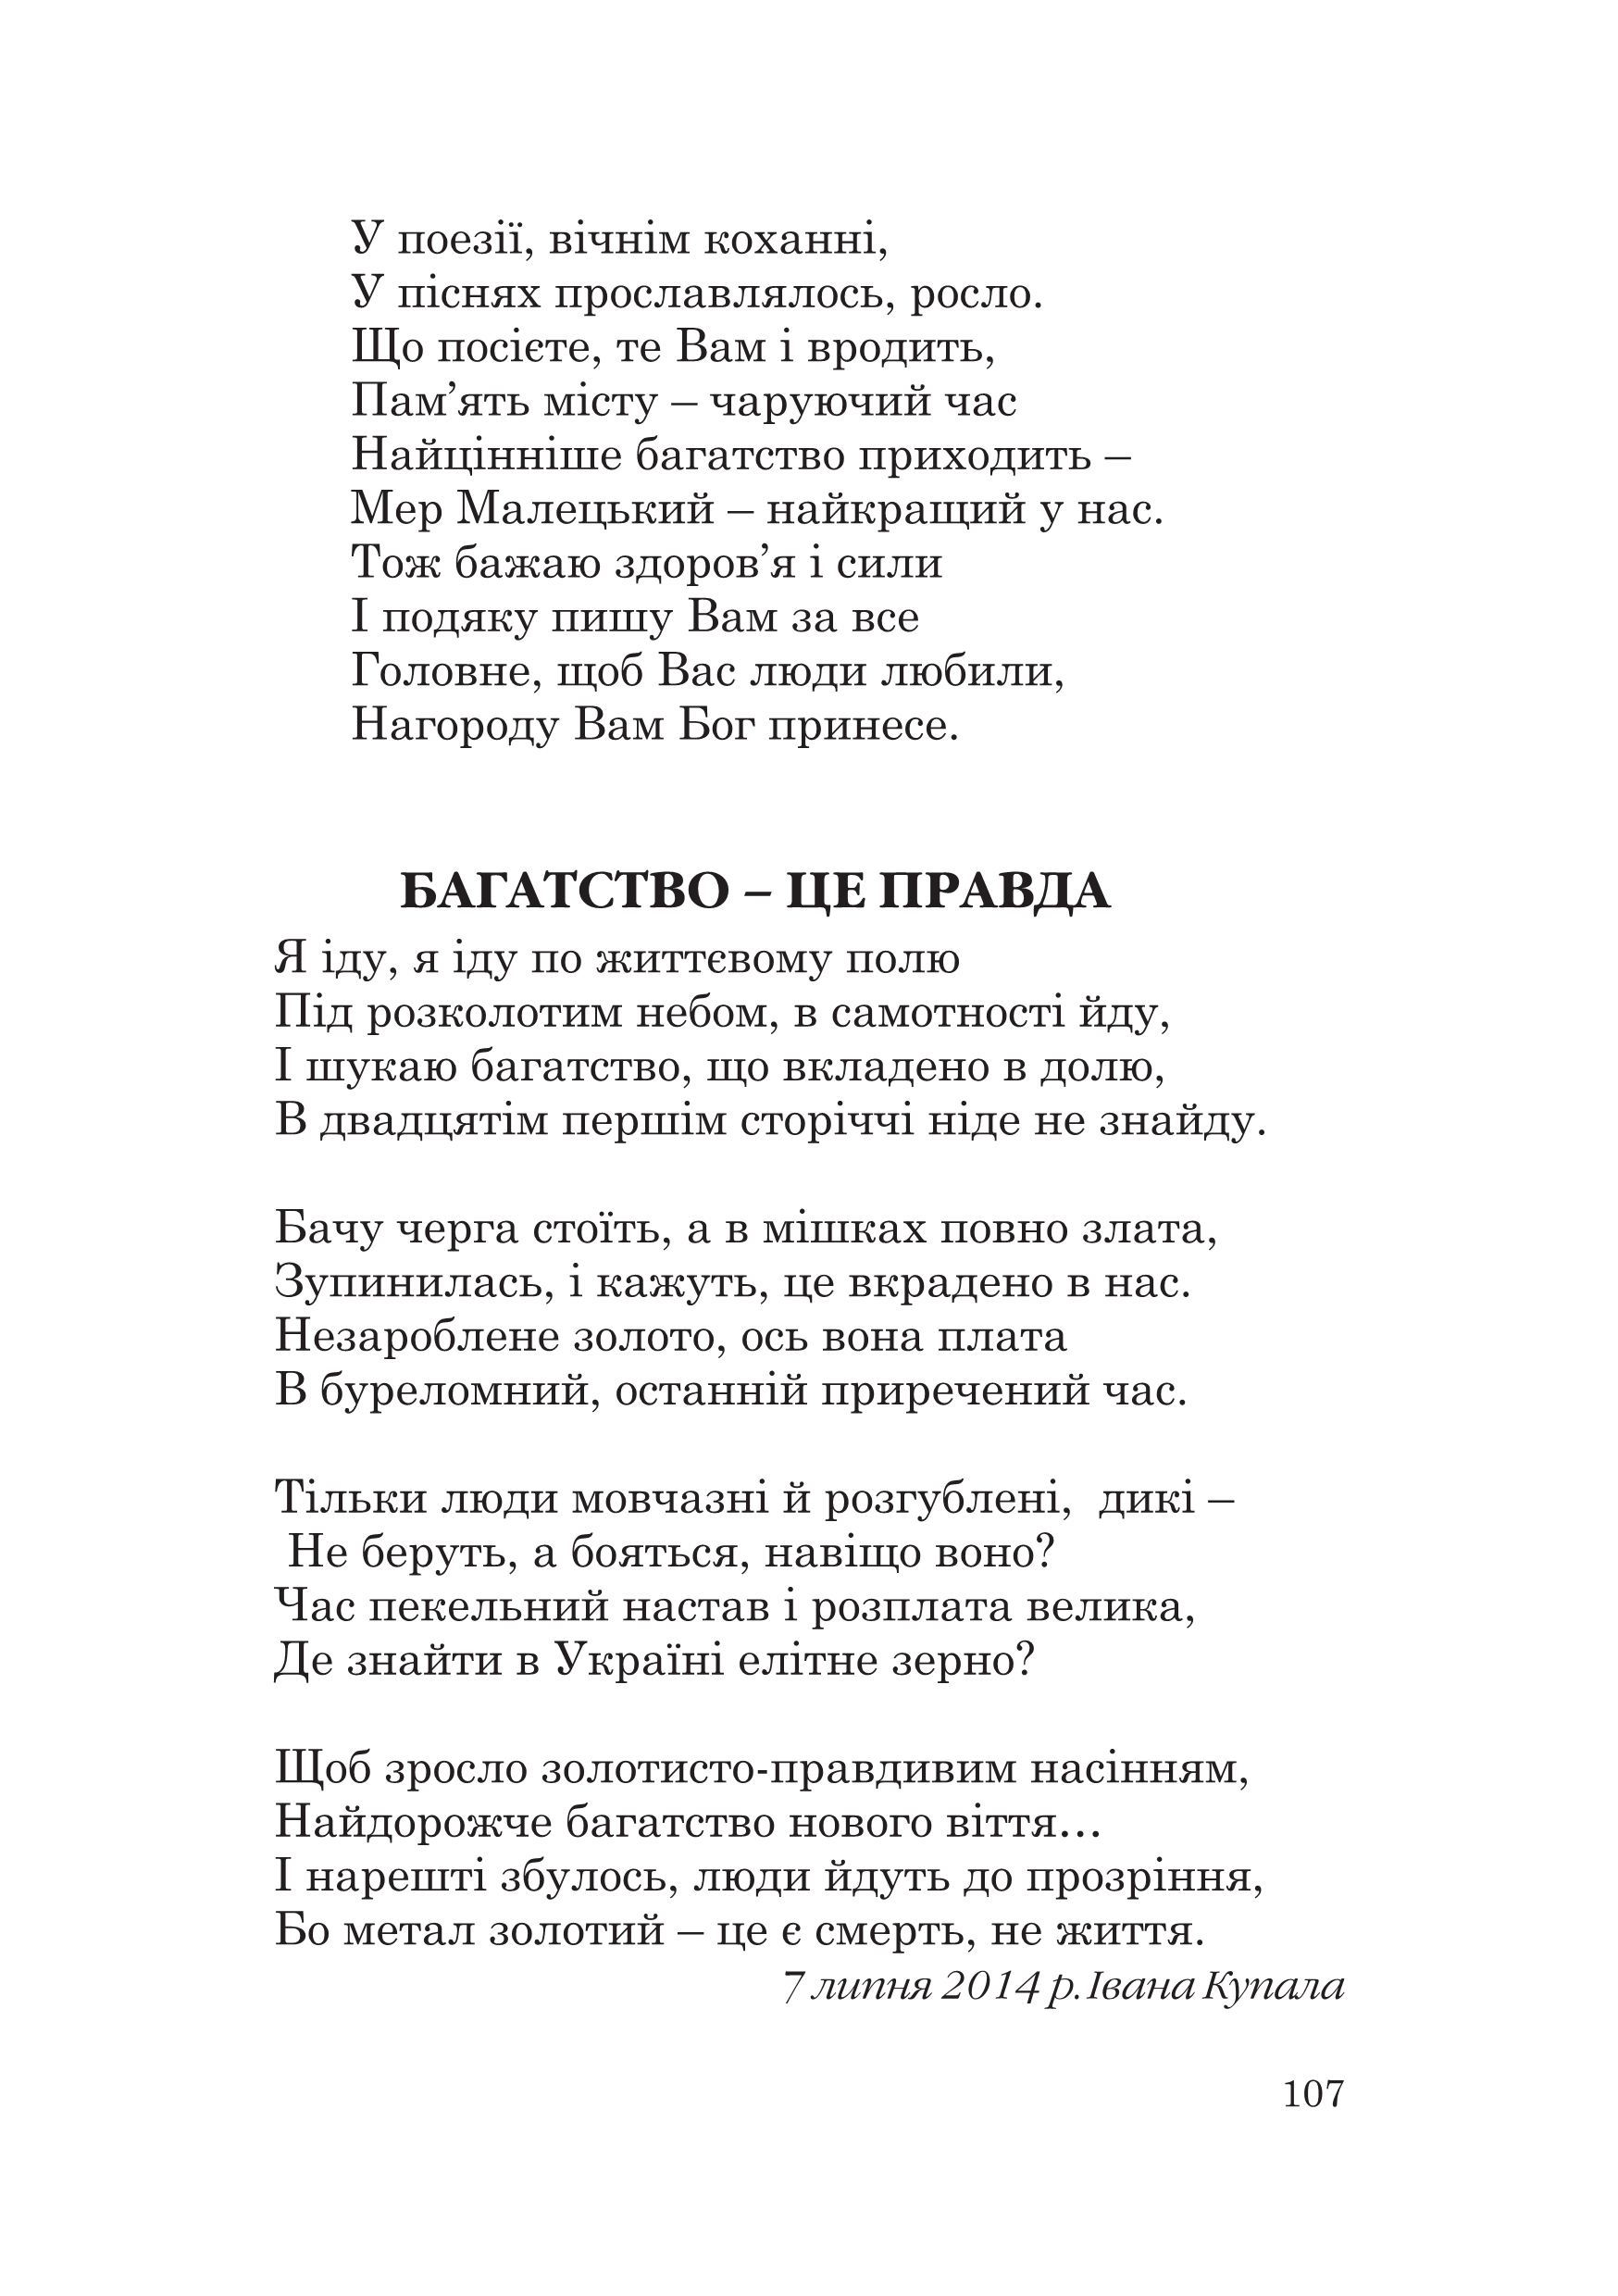 У поезії, вічнім коханні,
У піснях прославлялось, росло.
Що посієте, те Вам і вродить,
Пам’ять місту – чаруючий час
Найцінніше багатство приходить –
Мер Малецький – найкращий у нас.
Тож бажаю здоров’я і сили
І подяку пишу Вам за все
Головне, щоб Вас люди любили,
Нагороду Вам Бог принесе.
БАГАТСТВО – ЦЕ ПРАВДА
Я іду, я іду по життєвому полю
Під розколотим небом, в самотності йду,
І шукаю багатство, що вкладено в долю,
В двадцятім першім сторіччі ніде не знайду.
Бачу черга стоїть, а в мішках повно злата,
Зупинилась, і кажуть, це вкрадено в нас.
Незароблене золото, ось вона плата
В буреломний, останній приречений час.
Тільки люди мовчазні й розгублені,  дикі –
Не беруть, а бояться, навіщо воно?
Час пекельний настав і розплата велика,
Де знайти в Україні елітне зерно?
Щоб зросло золотисто-правдивим насінням,
Найдорожче багатство нового віття…
І нарешті збулось, люди йдуть до прозріння,
Бо метал золотий – це є смерть, не життя.
7 липня 2014 р. Івана Купала
107